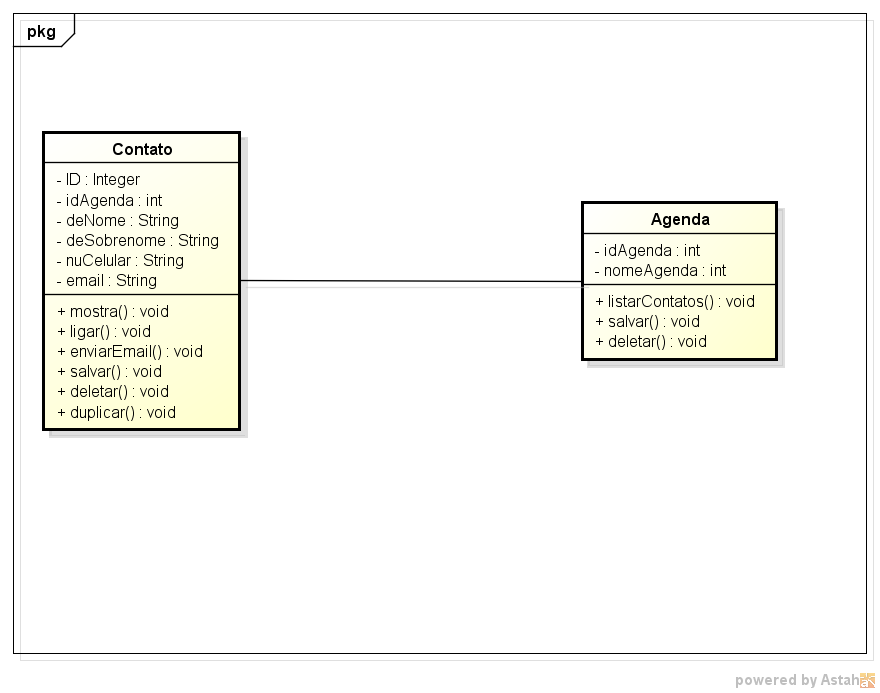 pkg
Contato
- ID : Integer
- idAgenda : int
- deNome : String
- deSobrenome : String
- nuCelular : String
- email : String
+ mostra() : void
+ ligar() : void
+ enviarEmail() : void
+ salvar() : void
+ deletar() : void
+ duplicar() : void
Agenda
- idAgenda : int
- nomeAgenda : int
+ listarContatos() : void
+ salvar() : void
+ deletar() : void
powered by Astah